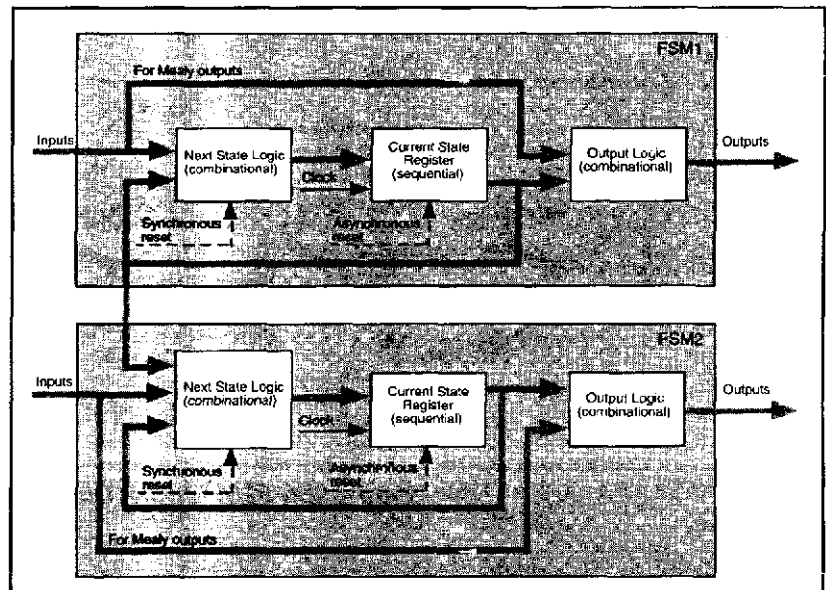 FSM1
For Mealy outputs
Inputs
Next State Logic
(combinational)
Clock
Current State
Register
(sequential)
Output Logic
(combinational)
Outputs
Synchronous
reset
Asynchronous
reset
FSM2
Inputs
Next State Logic
(combinational)
Clock
Current State
Register
(sequential)
Output Logic
(combinational)
Outputs
Synchronous
reset
Asynchronous
reset
For Mealy outputs